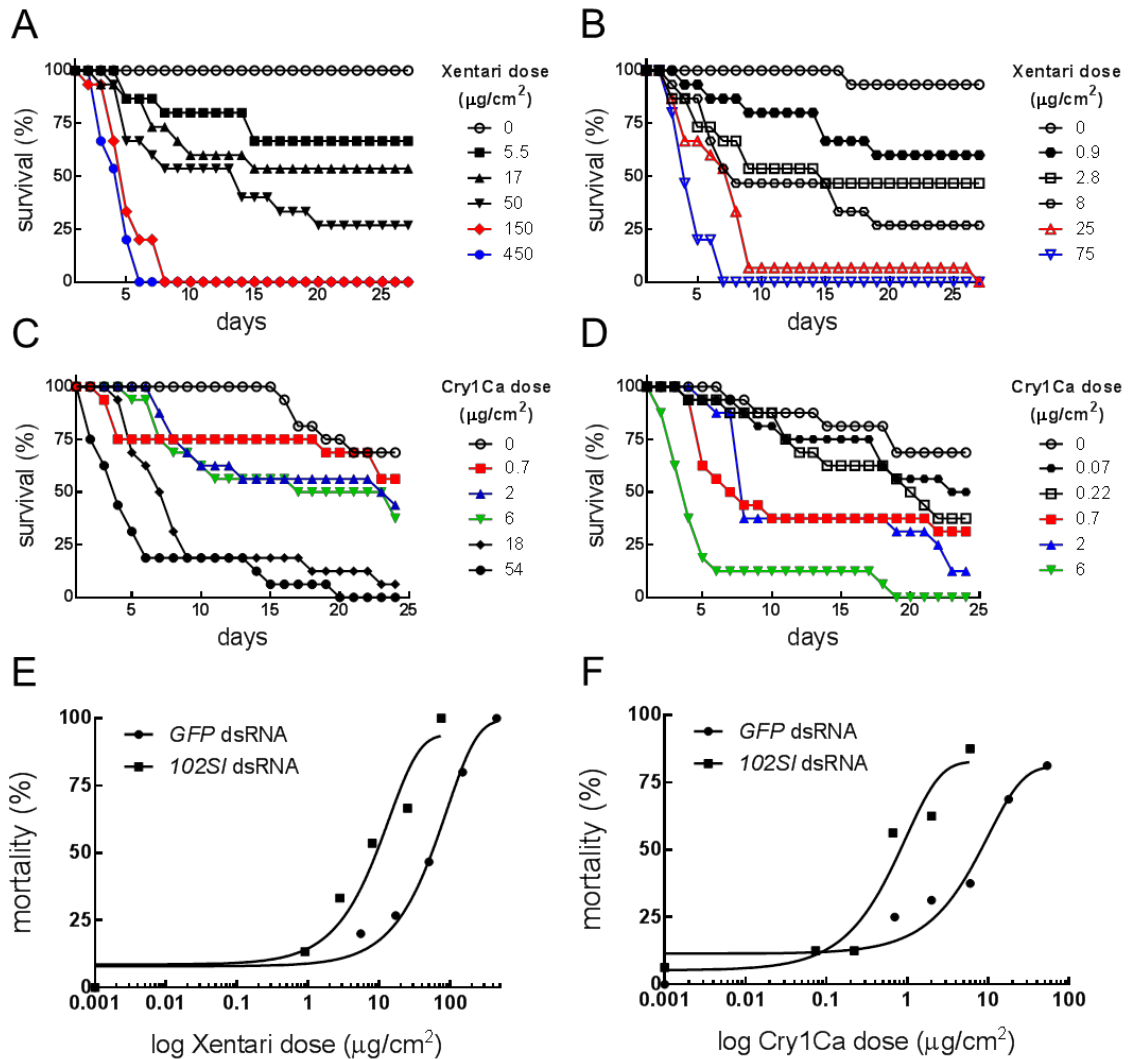 A
100
75
50
25
0
survival (%)
5 10 15 20 25
days
Xentari dose
(µg/cm²)
0
5.5
17
50
150
450
B
100
75
50
25
0
survival (%)
5 10 15 20 25
days
Xentari dose
(µg/cm²)
0
0.9
2.8
8
25
75
C
100
75
50
25
0
survival (%)
5 10 15 20 25
days
Cry1Ca dose
(µg/cm²)
0
0.7
2
6
18
54
D
100
75
50
25
0
survival (%)
5 10 15 20 25
days
Cry1Ca dose
(µg/cm²)
0
0.07
0.22
0.7
2
6
E
100
75
50
25
0
mortality (%)
GFP dsRNA
102Sl dsRNA
0.001 0.01 0.1 1 10 100
log Xentari dose (µg/cm²)
F
100
75
50
25
0
mortality (%)
GFP dsRNA
102Sl dsRNA
0.001 0.1 1 10 100
log Cry1Ca dose (µg/cm²)